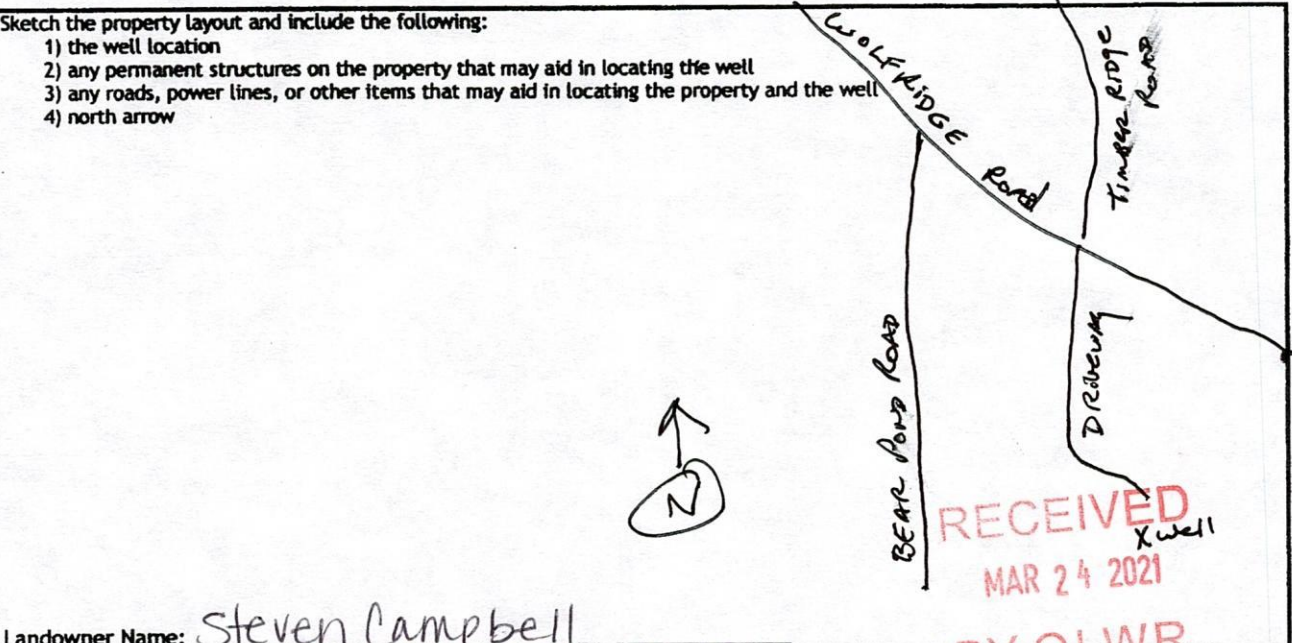 Sketch the property layout and include the following:
1) the well location
2) any permanent structures on the property that may aid in locating the well
3) any roads, power lines, or other items that may aid in locating the property and the well
4) north arrow
WOLF RIDGE Road
TIMBER RIDGE
ROAD
BEAR POND ROAD
DRIVEWAY
N
RECEIVED
X well
MAR 24 2021
Landowner Name: Steven Campbell
BY OLWR